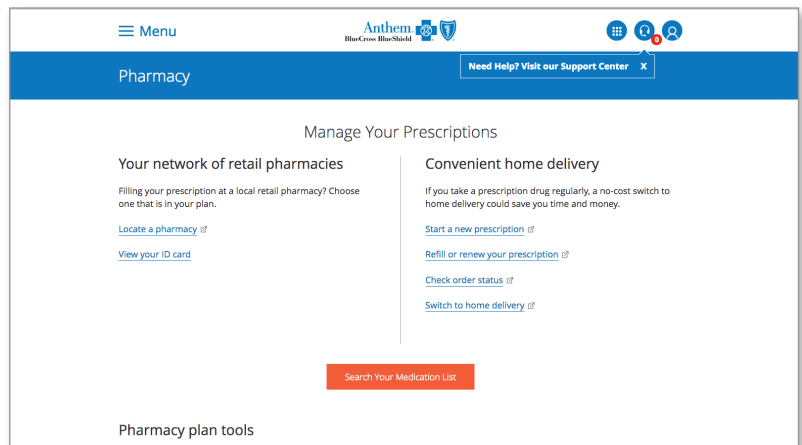 Menu
Anthem.
BlueCross BlueShield
0
Need Help? Visit our Support Center X
Pharmacy
Manage Your Prescriptions
Your network of retail pharmacies
Filling your prescription at a local retail pharmacy? Choose
one that is in your plan.
Locate a pharmacy
View your ID card
Convenient home delivery
If you take a prescription drug regularly, a no-cost switch to
home delivery could save you time and money.
Start a new prescription
Refill or renew your prescription
Check order status
Switch to home delivery
Search Your Medication List
Pharmacy plan tools